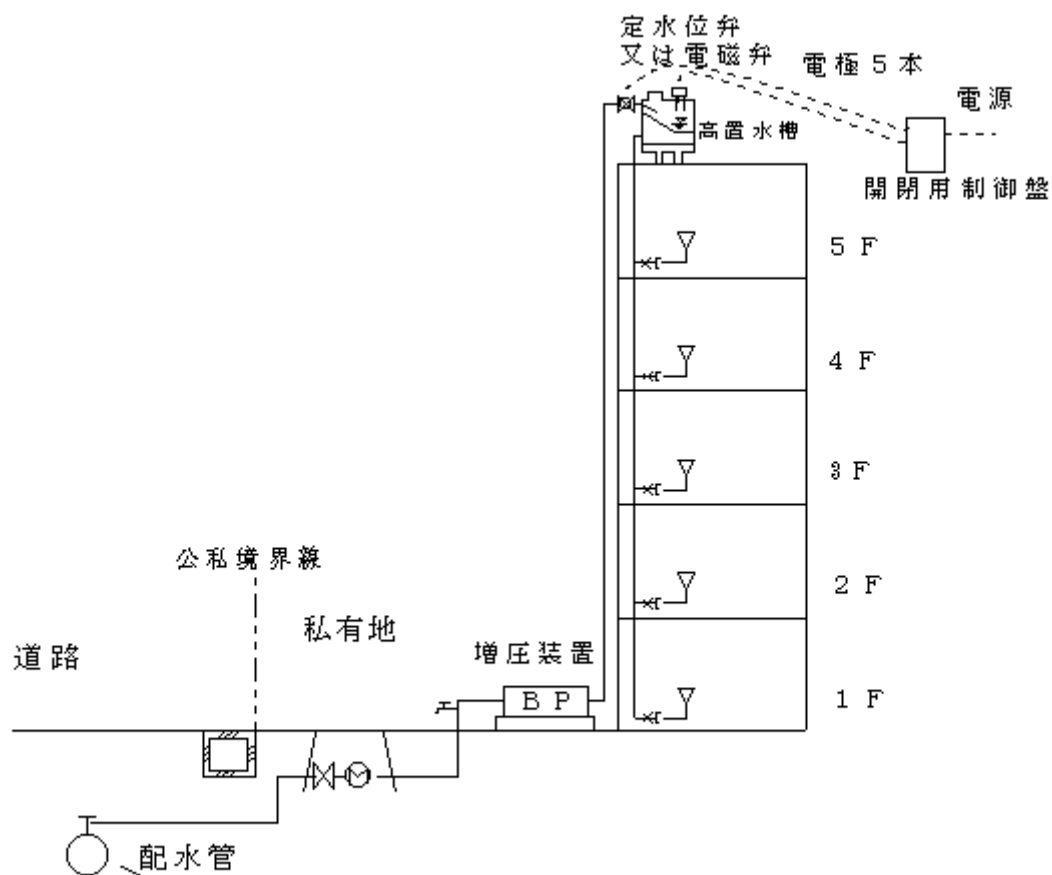 定水位弁
又は電磁弁
電極５本
電源
高置水槽
開閉用制御盤
５Ｆ
４Ｆ
３Ｆ
公私境界線
２Ｆ
私有地
道路
増圧装置
ＢＰ
１Ｆ
M
配水管